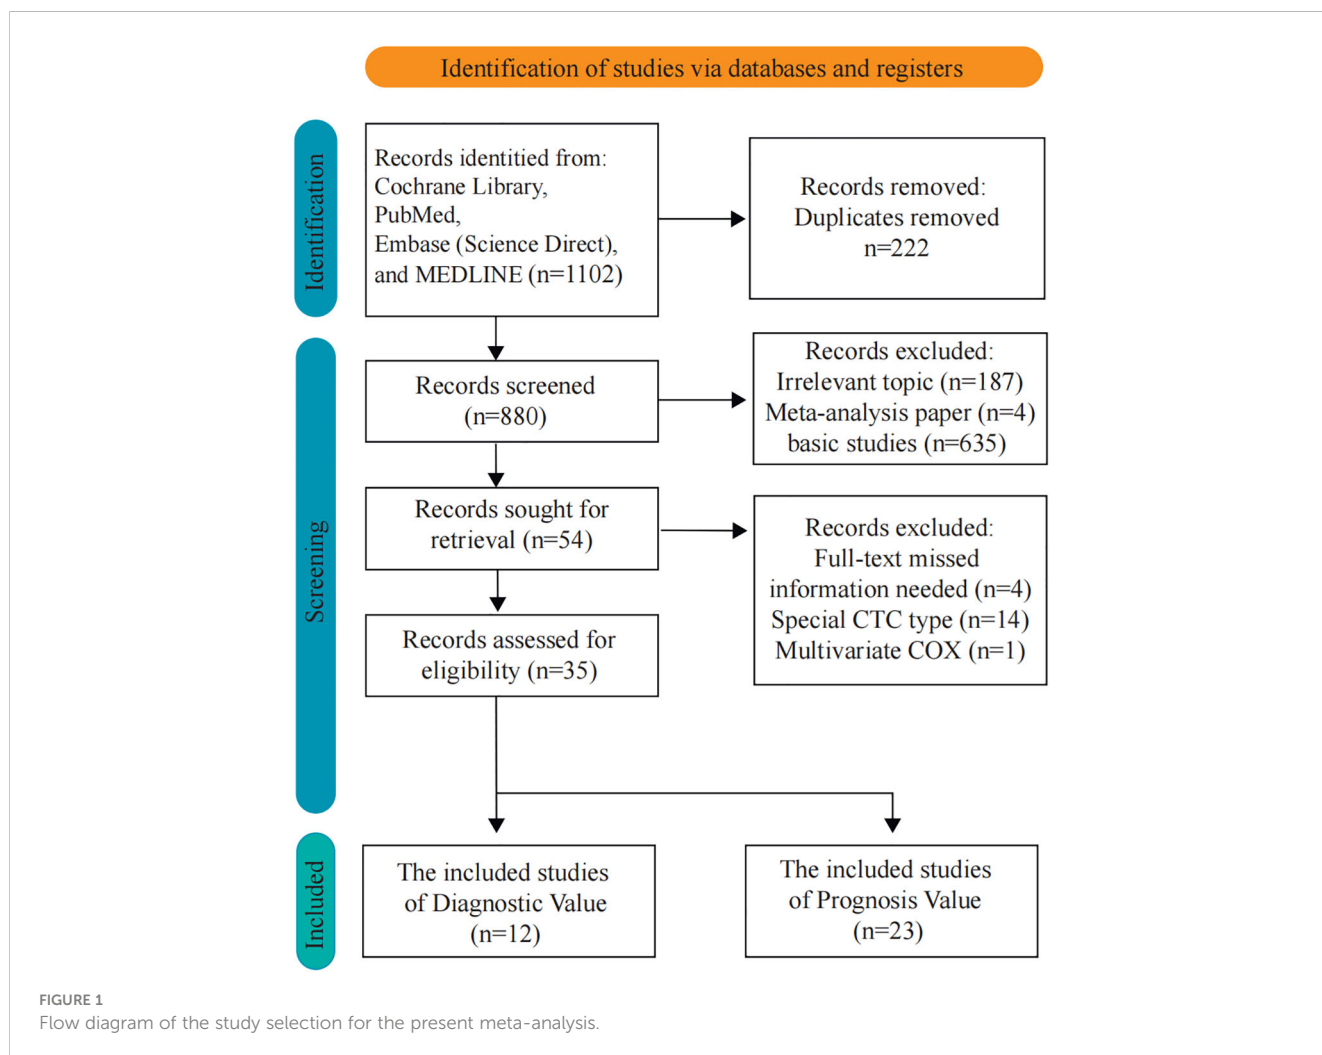 Identification of studies via databases and registers
Identification
Records identitied from:
Cochrane Library,
PubMed,
Embase (Science Direct),
and MEDLINE (n=1102)
Records removed:
Duplicates removed
n=222
Screening
Records screened
(n=880)
Records excluded:
Irrelevant topic (n=187)
Meta-analysis paper (n=4)
basic studies (n=635)
Records sought for
retrieval (n=54)
Records excluded:
Full-text missed
information needed (n=4)
Special CTC type (n=14)
Multivariate COX (n=1)
Records assessed for
eligibility (n=35)
Included
The included studies
of Diagnostic Value
(n=12)
The included studies
of Prognosis Value
(n=23)
FIGURE 1
Flow diagram of the study selection for the present meta-analysis.